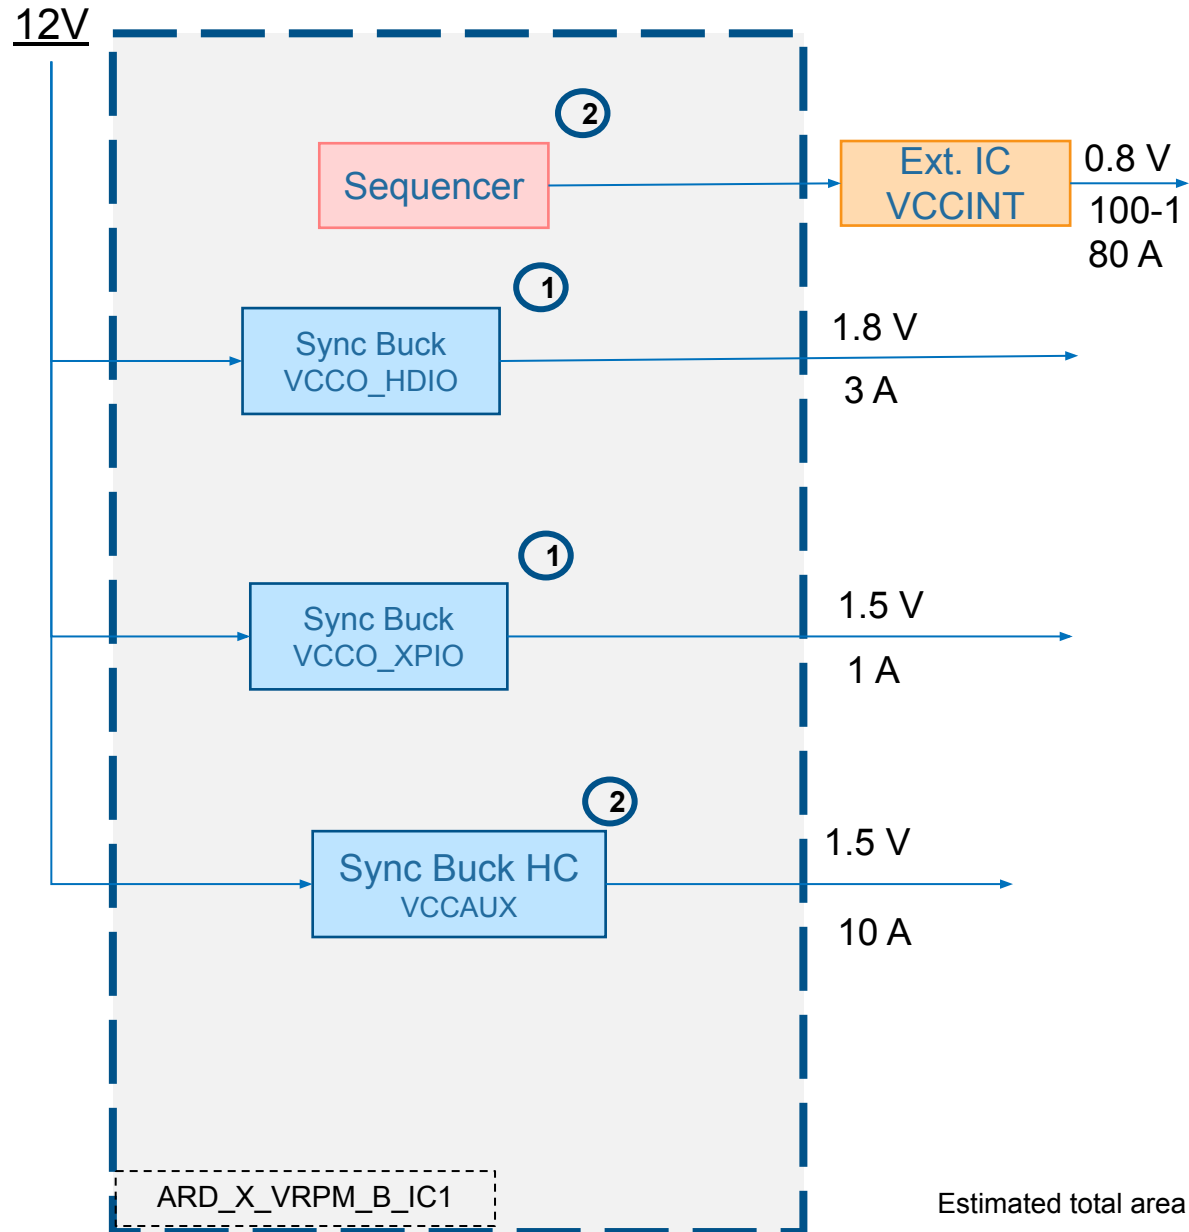 12V
2
Sequencer
Ext. IC
VCCINT
0.8 V
100-1
80 A
1
Sync Buck
VCCO_HDIO
1.8 V
3 A
1
Sync Buck
VCCO_XPIO
1.5 V
1 A
2
Sync Buck HC
VCCAUX
1.5 V
10 A
ARD_X_VRPM_B_IC1
Estimated total area